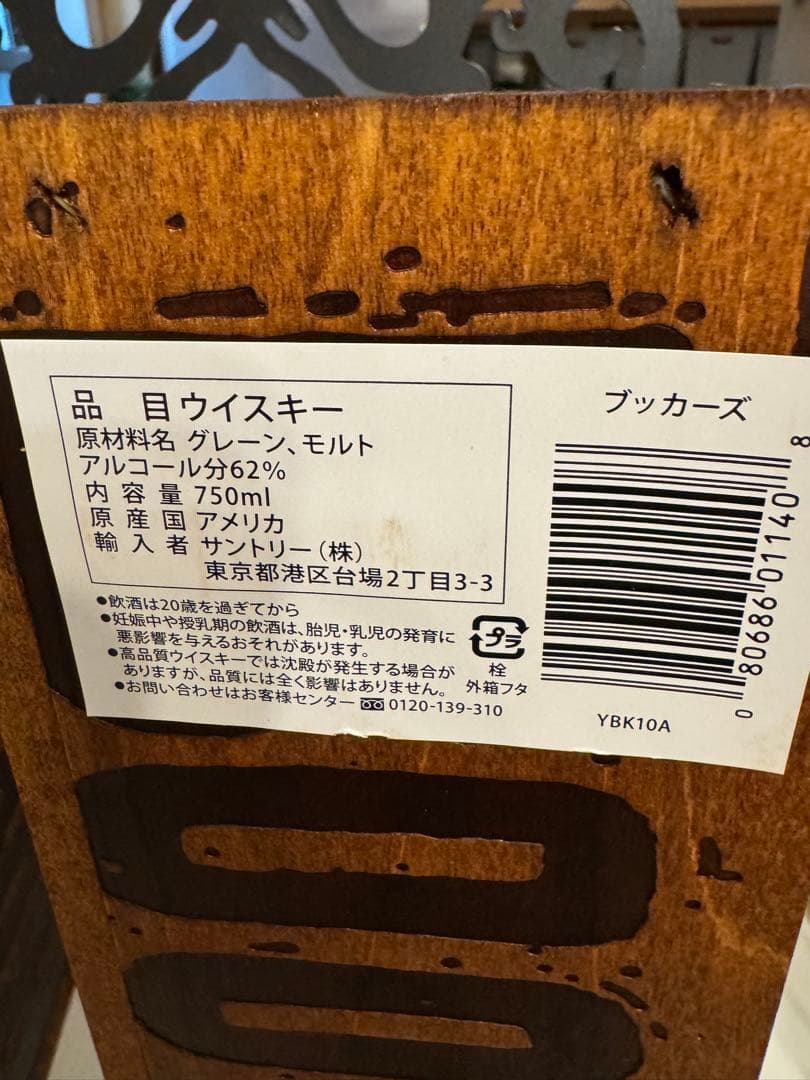 品 目 ウイスキー
原材料名 グレーン、モルト
アルコール分62%
内容量 750ml
原産国 アメリカ
輸入者 サントリー(株)
東京都港区台場2丁目3-3
●飲酒は20歳を過ぎてから
●妊娠中や授乳期の飲酒は、胎児・乳児の発育に
悪影響を与えるおそれがあります。
●高品質ウイスキーでは沈殿が発生する場合が
ありますが、品質には全く影響はありません。
●お問い合わせはお客様センター 0120-139-310
プラ
栓
外箱フタ
ブッカーズ
0 80686 01140 8
YBK10A